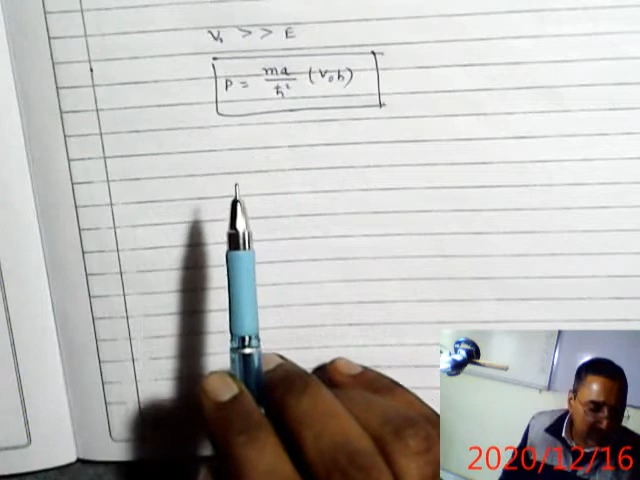 V₀ >> E
P = ma/ħ² (V₀b)
2020/12/16